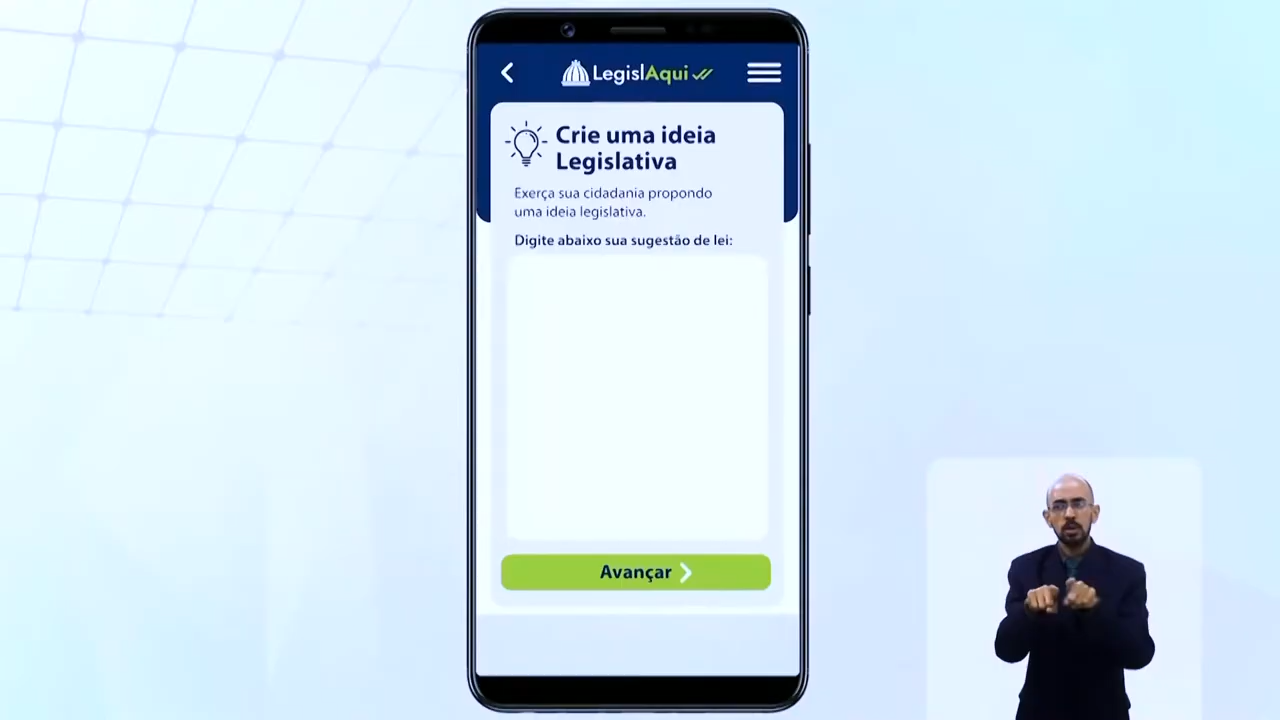 LegislAqui
Crie uma ideia
Legislativa
Exerça sua cidadania propondo
uma ideia legislativa.
Digite abaixo sua sugestão de lei:
Avançar